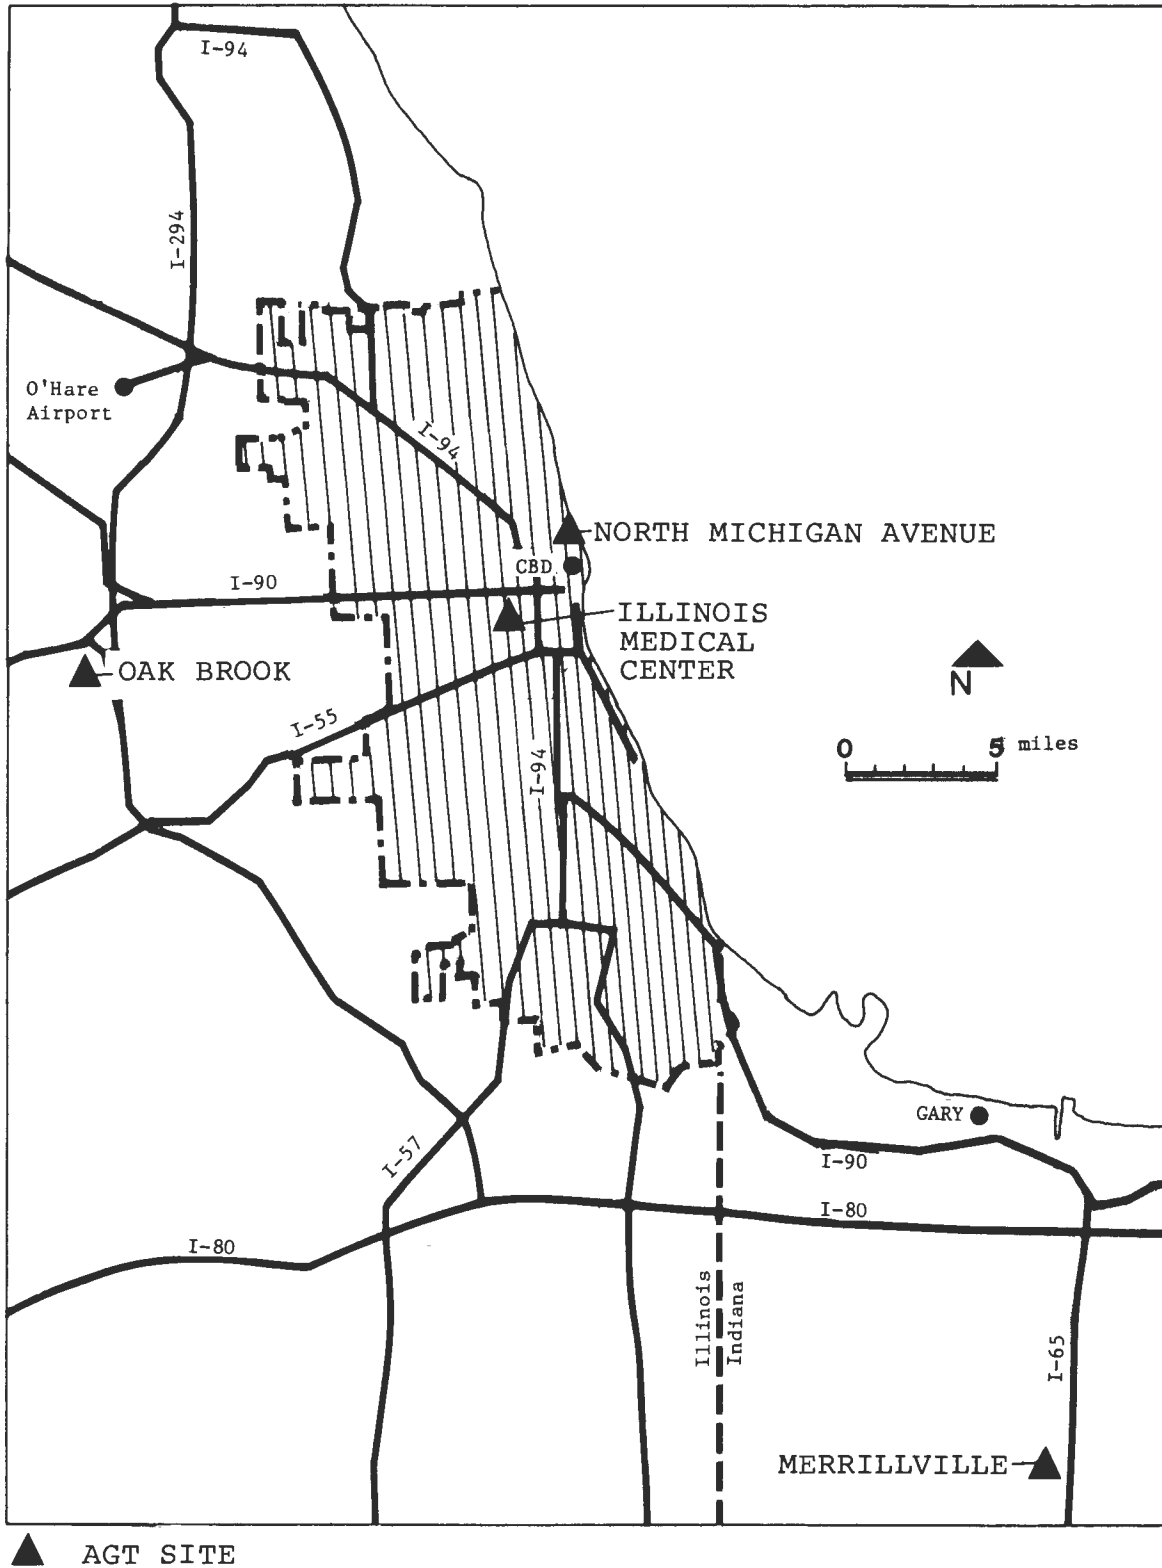 I-94
I-294
O'Hare
Airport
I-94
NORTH MICHIGAN AVENUE
CBD
I-90
ILLINOIS
MEDICAL
CENTER
OAK BROOK
N
I-55
0 5 miles
I-94
GARY
I-57
I-90
I-80
I-80
Illinois
Indiana
I-65
MERRILLVILLE
AGT SITE